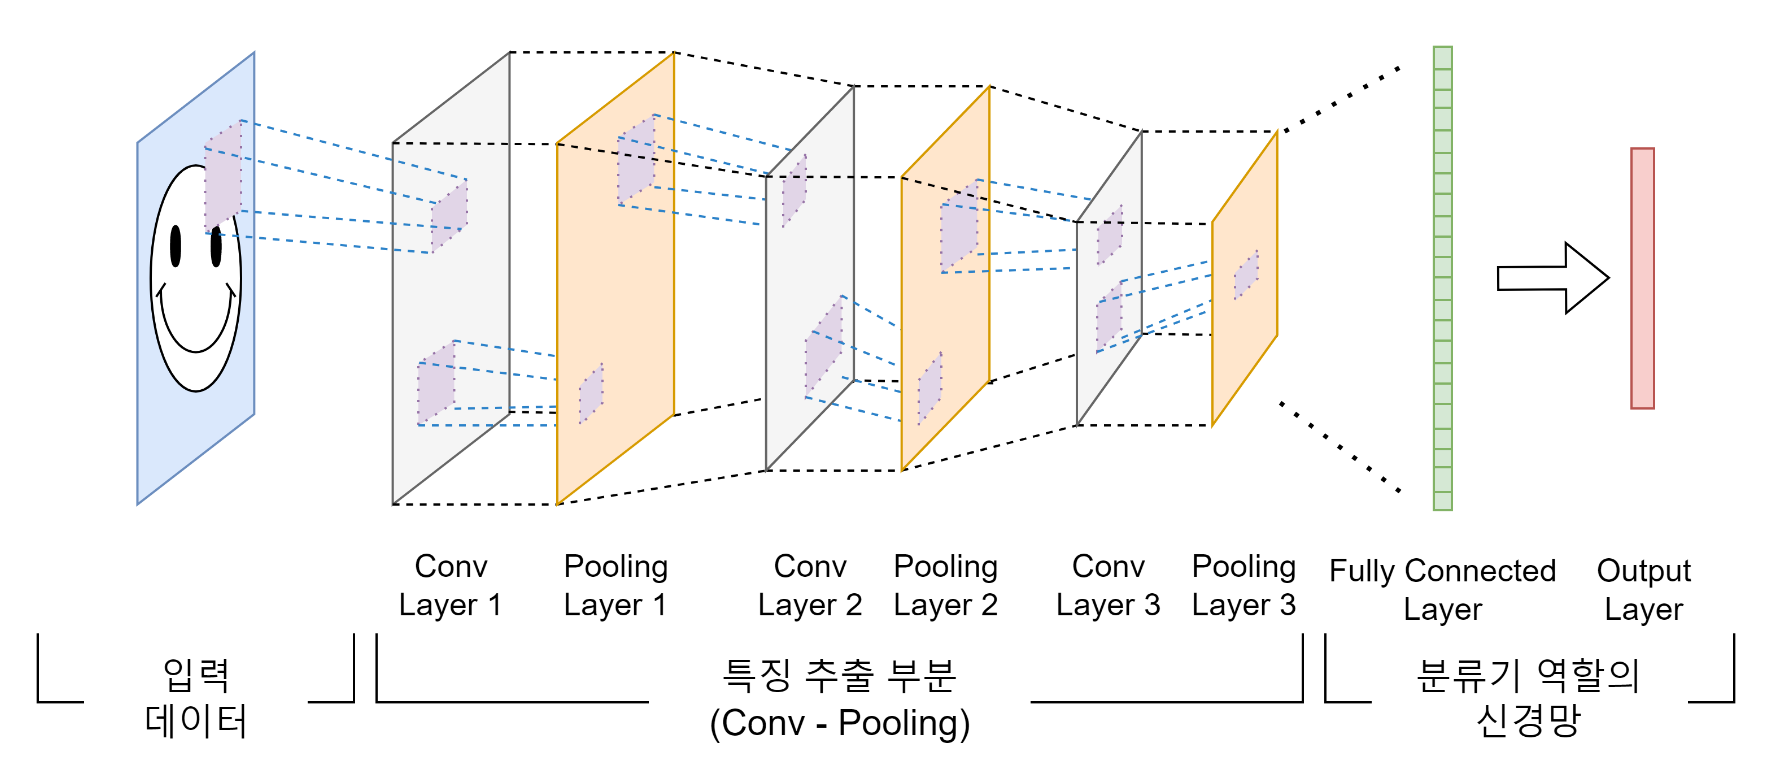 Conv
Layer 1
Pooling
Layer 1
Conv
Layer 2
Pooling
Layer 2
Conv
Layer 3
Pooling
Layer 3
Fully Connected
Layer
Output
Layer
입력
데이터
특징 추출 부분
(Conv - Pooling)
분류기 역할의
신경망